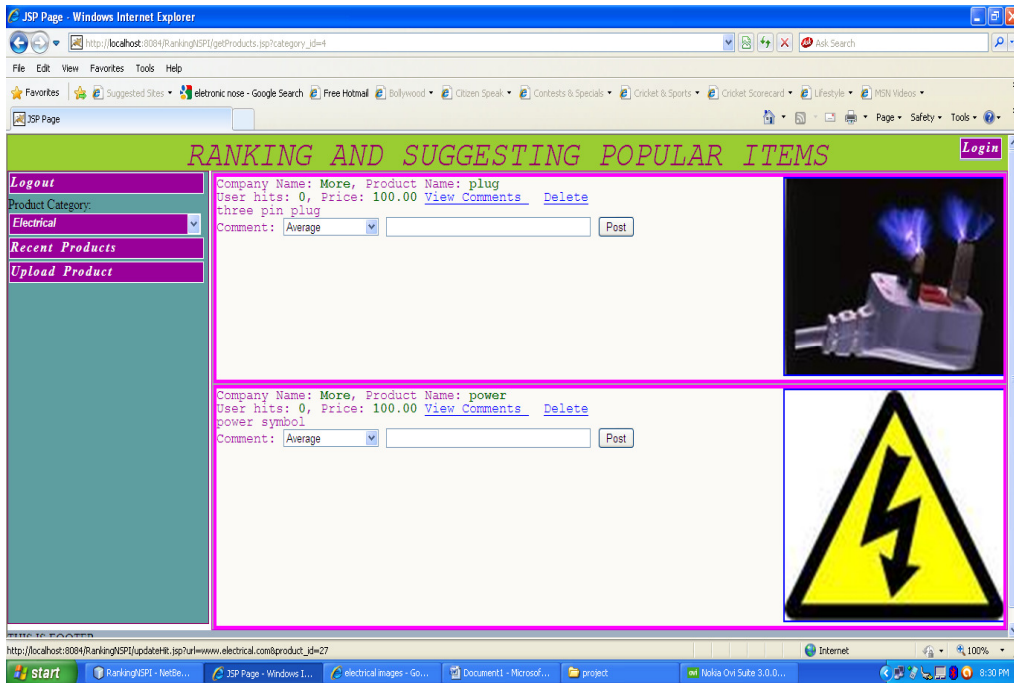 JSP Page - Windows Internet Explorer
http://localhost:8084/RankingNSPI/getProducts.jsp?category_id=4
Ask Search
File Edit View Favorites Tools Help
Favorites Suggested Sites eletronic nose - Google Search Free Hotmail Bollywood Citizen Speak Contests & Specials Cricket & Sports Cricket Scorecard Lifestyle MSN Videos
JSP Page
Page Safety Tools
RANKING AND SUGGESTING POPULAR ITEMS
Login
Logout
Product Category:
Electrical
Recent Products
Upload Product
Company Name: More, Product Name: plug
User hits: 0, Price: 100.00 View Comments Delete
three pin plug
Comment: Average Post
Company Name: More, Product Name: power
User hits: 0, Price: 100.00 View Comments Delete
power symbol
Comment: Average Post
THIS IS FOOTER
http://localhost:8084/RankingNSPI/updateHit.jsp?url=www.electrical.com&product_id=27
Internet
100%
start
RankingNSPI - NetBe...
JSP Page - Windows I...
electrical images - Go...
Document1 - Microsof...
project
ovi Nokia Ovi Suite 3.0.0...
8:30 PM